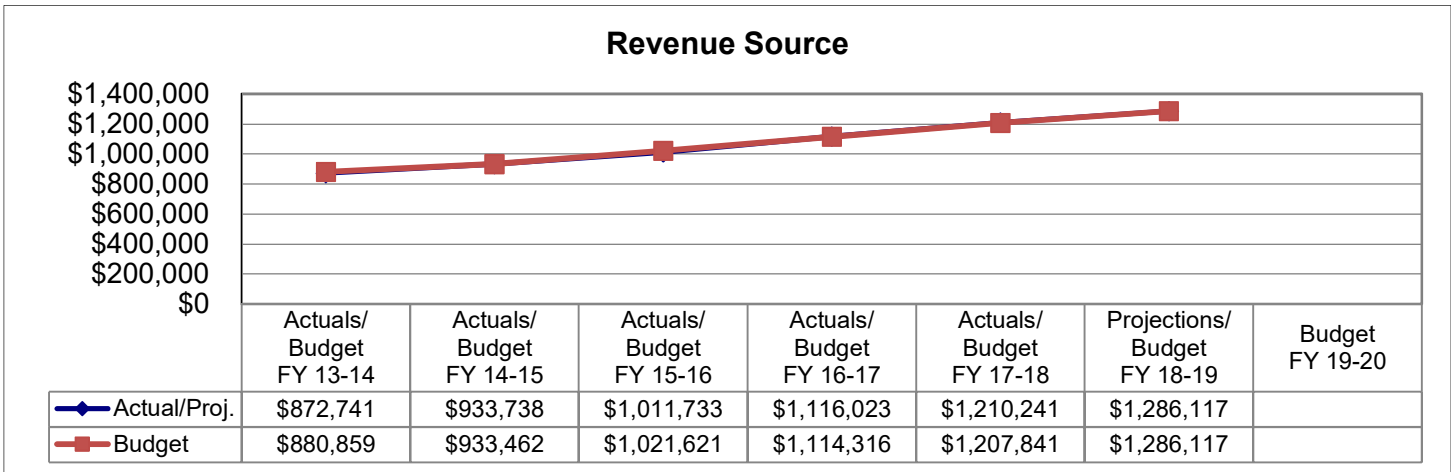 Revenue Source
$1,400,000
$1,200,000
$1,000,000
$800,000
$600,000
$400,000
$200,000
$0
Actuals/ Actuals/ Actuals/ Actuals/ Actuals/ Projections/ Budget
Budget Budget Budget Budget Budget Budget FY 19-20
FY 13-14 FY 14-15 FY 15-16 FY 16-17 FY 17-18 FY 18-19
Actual/Proj. $872,741 $933,738 $1,011,733 $1,116,023 $1,210,241 $1,286,117
Budget $880,859 $933,462 $1,021,621 $1,114,316 $1,207,841 $1,286,117